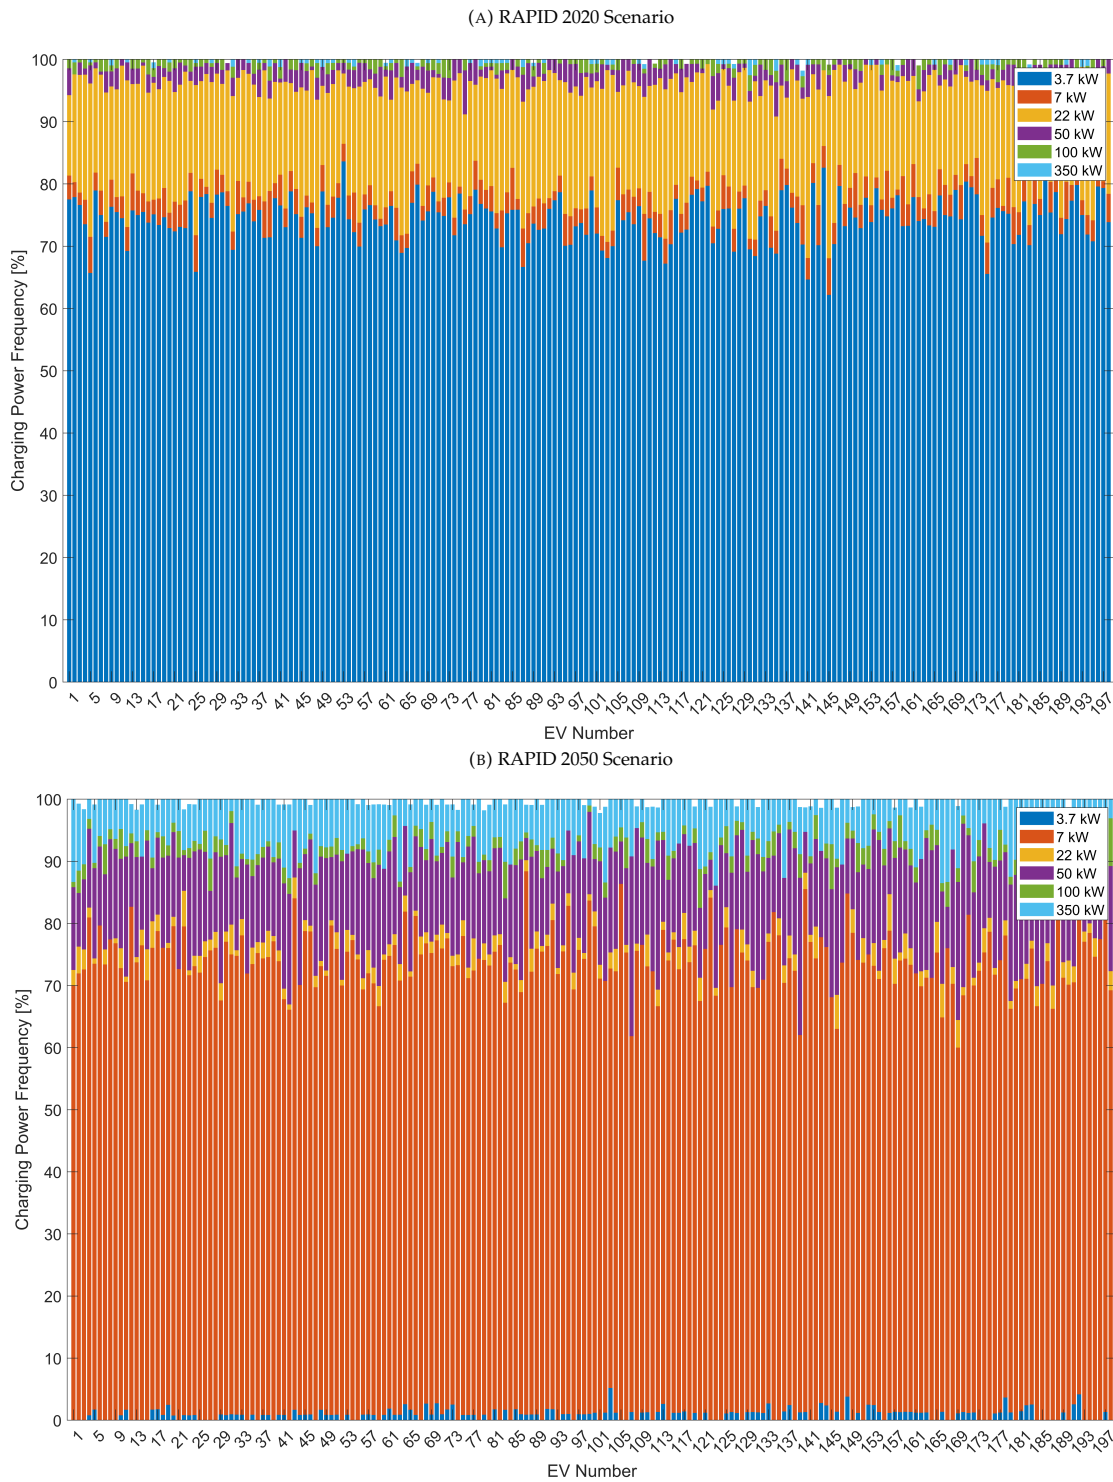 (A) RAPID 2020 Scenario
100
90
80
70
60
50
40
30
20
10
0
Charging Power Frequency [%]
3.7 kW
7 kW
22 kW
50 kW
100 kW
350 kW
1 5 9 13 17 21 25 29 33 37 41 45 49 53 57 61 65 69 73 77 81 85 89 93 97 101 105 109 113 117 121 125 129 133 137 141 145 149 153 157 161 165 169 173 177 181 185 189 193 197
EV Number
(B) RAPID 2050 Scenario
100
90
80
70
60
50
40
30
20
10
0
Charging Power Frequency [%]
3.7 kW
7 kW
22 kW
50 kW
100 kW
350 kW
1 5 9 13 17 21 25 29 33 37 41 45 49 53 57 61 65 69 73 77 81 85 89 93 97 101 105 109 113 117 121 125 129 133 137 141 145 149 153 157 161 165 169 173 177 181 185 189 193 197
EV Number